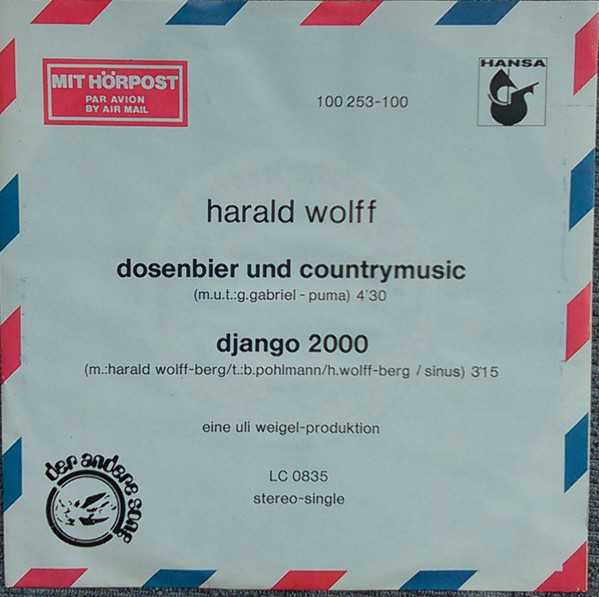 MIT HÖRPOST
PAR AVION
BY AIR MAIL
100 253-100
HANSA
harald wolff
dosenbier und countrymusic
(m.u.t.:g.gabriel - puma) 4'30
django 2000
(m.:harald wolff-berg/t.:b.pohlmann/h.wolff-berg / sinus) 3'15
eine uli weigel-produktion
der andere song
LC 0835
stereo-single